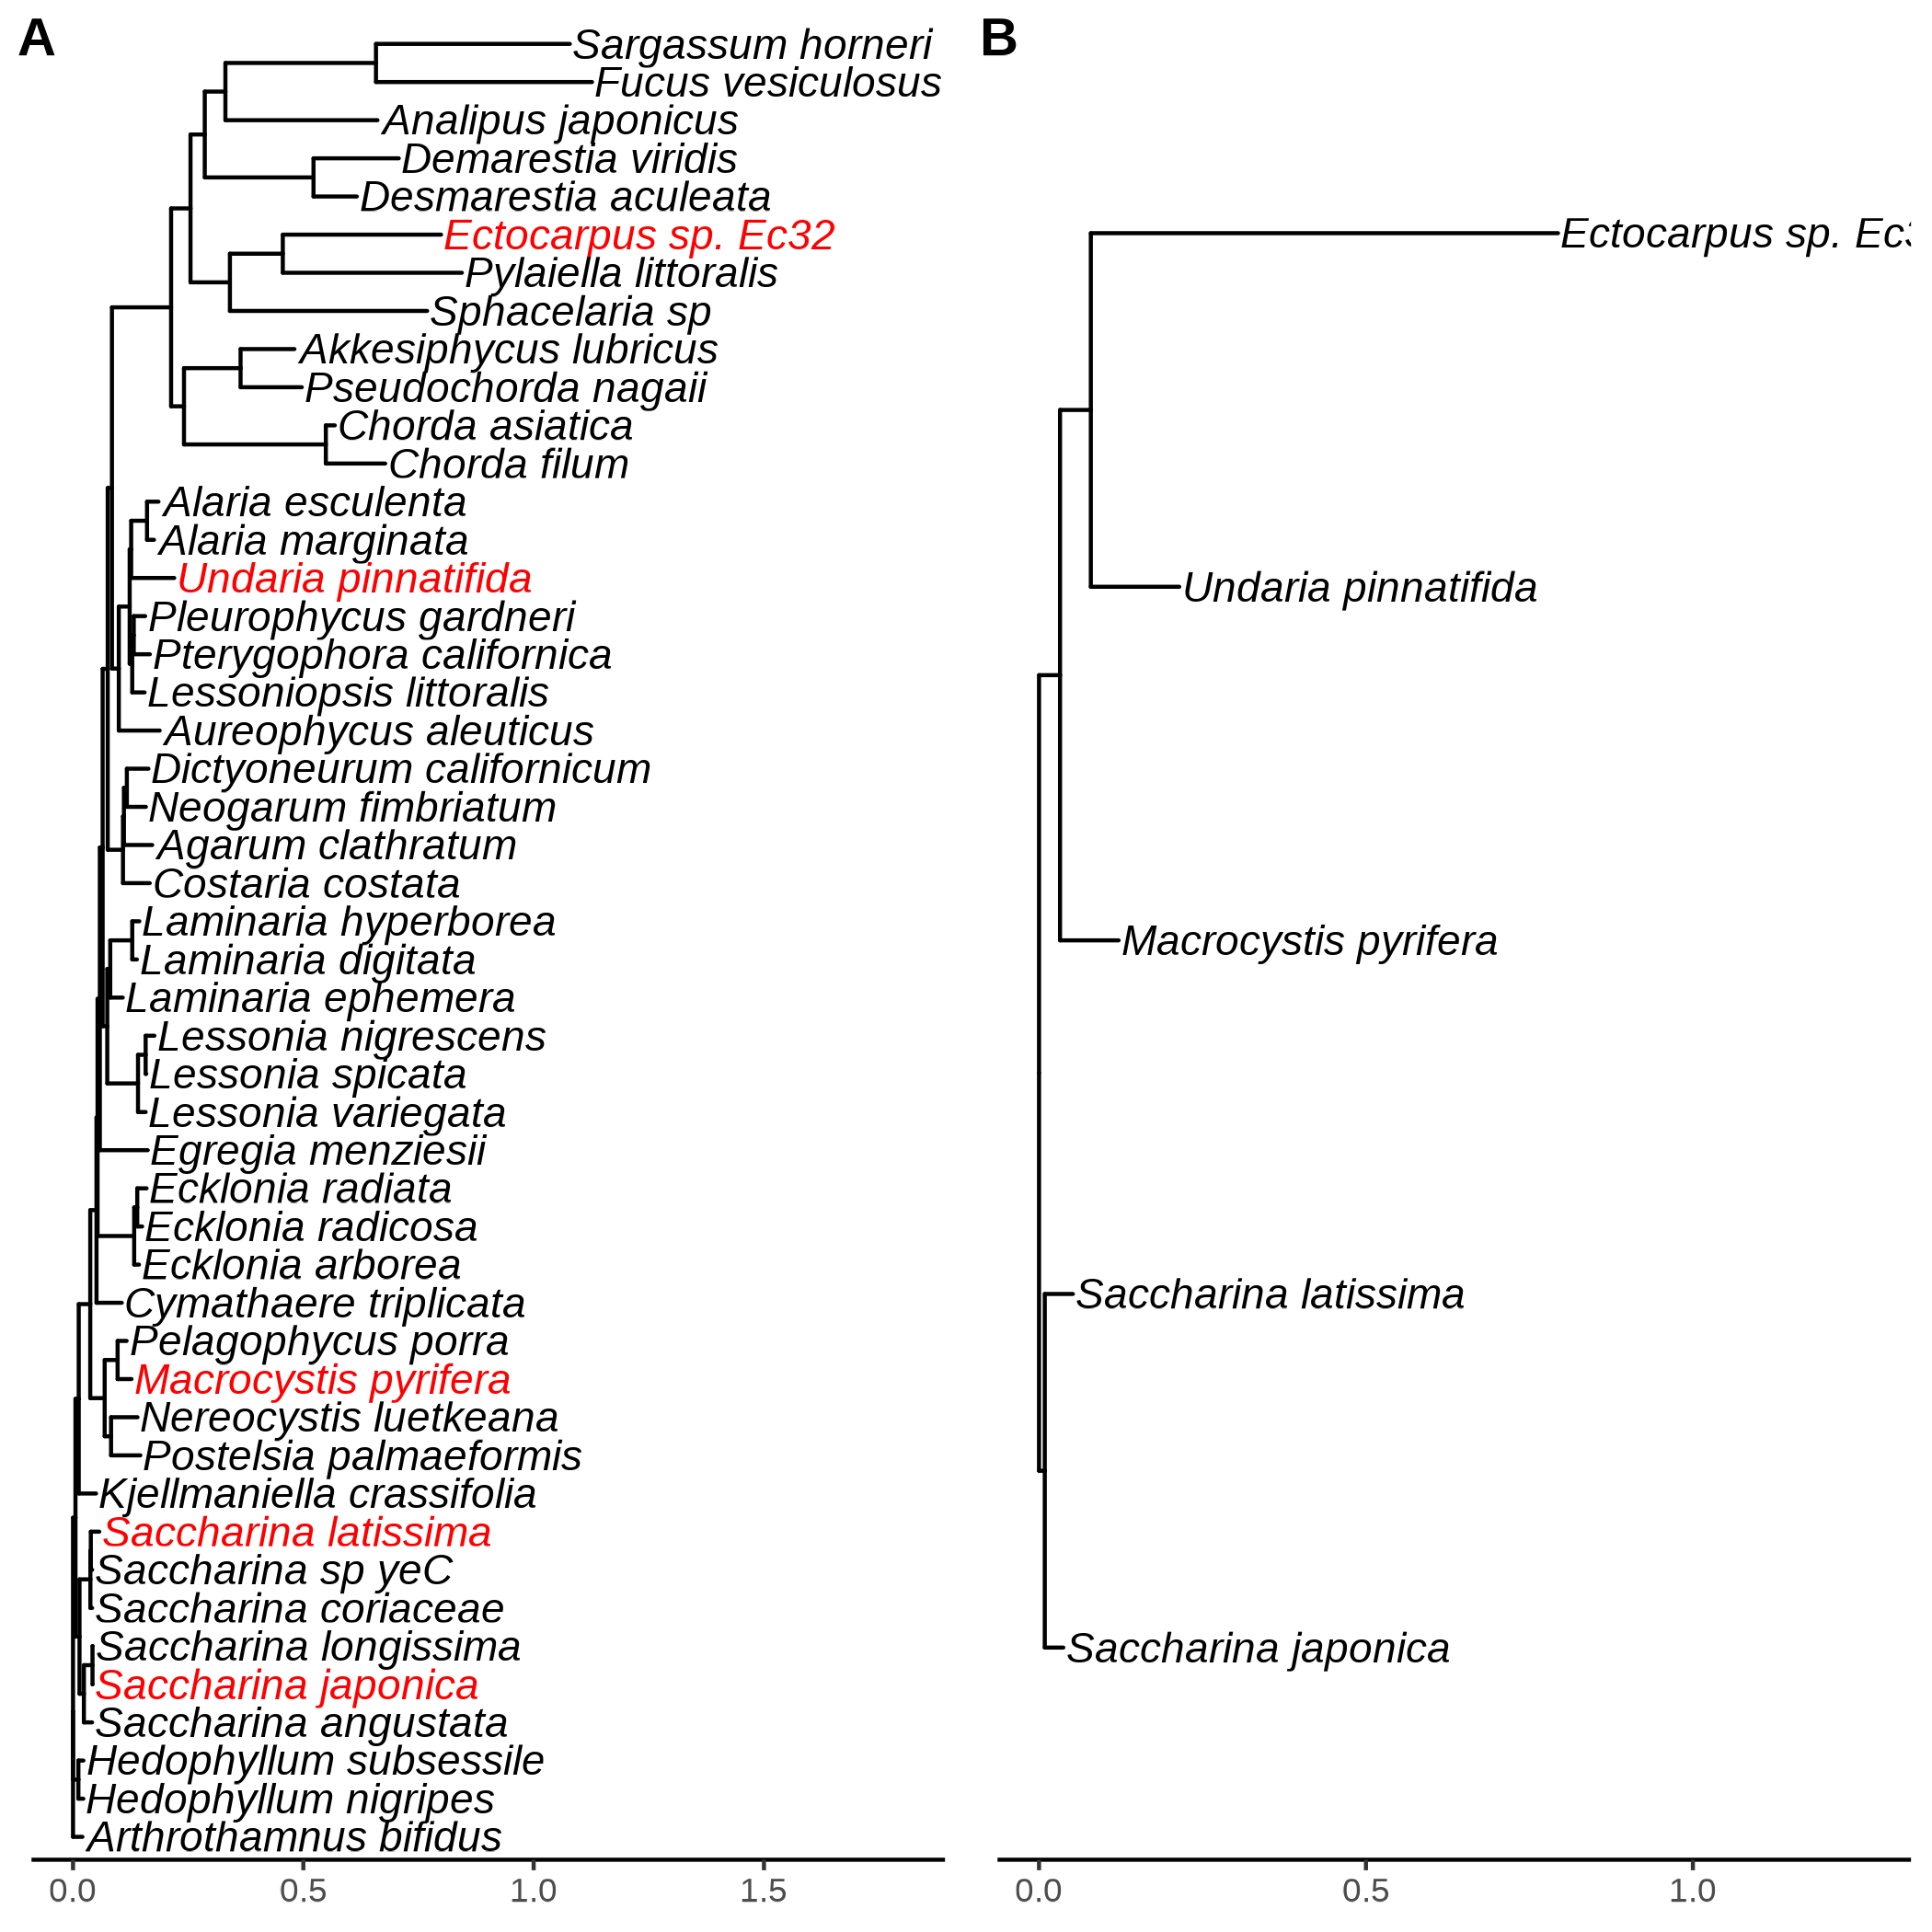 A
Sargassum horneri
Fucus vesiculosus
Analipus japonicus
Demarestia viridis
Desmarestia aculeata
Ectocarpus sp. Ec32
Pylaiella littoralis
Sphacelaria sp
Akkesiphycus lubricus
Pseudochorda nagaii
Chorda asiatica
Chorda filum
Alaria esculenta
Alaria marginata
Undaria pinnatifida
Pleurophycus gardneri
Pterygophora californica
Lessoniopsis littoralis
Aureophycus aleuticus
Dictyoneurum californicum
Neogarum fimbriatum
Agarum clathratum
Costaria costata
Laminaria hyperborea
Laminaria digitata
Laminaria ephemera
Lessonia nigrescens
Lessonia spicata
Lessonia variegata
Egregia menziesii
Ecklonia radiata
Ecklonia radicosa
Ecklonia arborea
Cymathaere triplicata
Pelagophycus porra
Macrocystis pyrifera
Nereocystis luetkeana
Postelsia palmaeformis
Kjellmaniella crassifolia
Saccharina latissima
Saccharina sp yeC
Saccharina coriaceae
Saccharina longissima
Saccharina japonica
Saccharina angustata
Hedophyllum subsessile
Hedophyllum nigripes
Arthrothamnus bifidus
0.0 0.5 1.0 1.5
B
Ectocarpus sp. Ec3
Undaria pinnatifida
Macrocystis pyrifera
Saccharina latissima
Saccharina japonica
0.0 0.5 1.0